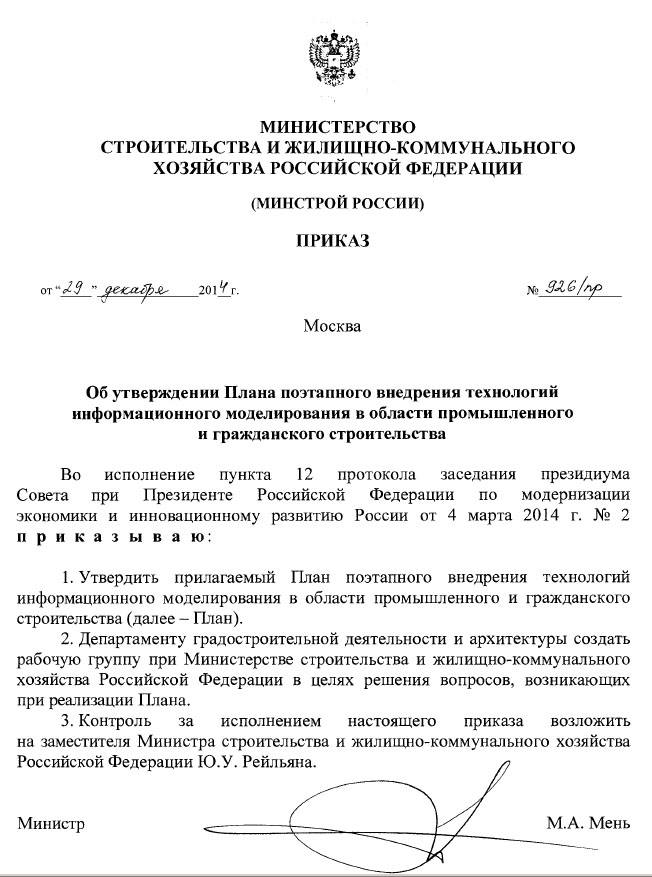 МИНИСТЕРСТВО
СТРОИТЕЛЬСТВА И ЖИЛИЩНО-КОММУНАЛЬНОГО
ХОЗЯЙСТВА РОССИЙСКОЙ ФЕДЕРАЦИИ
(МИНСТРОЙ РОССИИ)
ПРИКАЗ
от “29” декабря 2014 г. № 926/пр
Москва
Об утверждении Плана поэтапного внедрения технологий
информационного моделирования в области промышленного
и гражданского строительства
Во исполнение пункта 12 протокола заседания президиума
Совета при Президенте Российской Федерации по модернизации
экономики и инновационному развитию России от 4 марта 2014 г. № 2
п р и к а з ы в а ю:
1. Утвердить прилагаемый План поэтапного внедрения технологий
информационного моделирования в области промышленного и гражданского
строительства (далее – План).
2. Департаменту градостроительной деятельности и архитектуры создать
рабочую группу при Министерстве строительства и жилищно-коммунального
хозяйства Российской Федерации в целях решения вопросов, возникающих
при реализации Плана.
3. Контроль за исполнением настоящего приказа возложить
на заместителя Министра строительства и жилищно-коммунального хозяйства
Российской Федерации Ю.У. Рейльяна.
Министр М.А. Мень